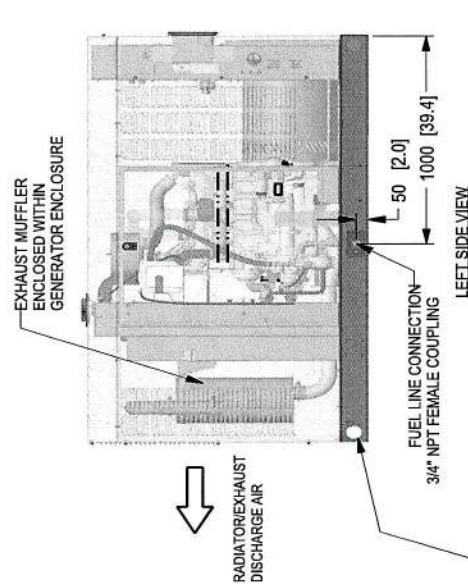 EXHAUST MUFFLER
ENCLOSED WITHIN
GENERATOR ENCLOSURE
RADIATOR/EXHAUST
DISCHARGE AIR
50 [2.0]
1000 [39.4]
FUEL LINE CONNECTION
3/4" NPT FEMALE COUPLING
LEFT SIDE VIEW